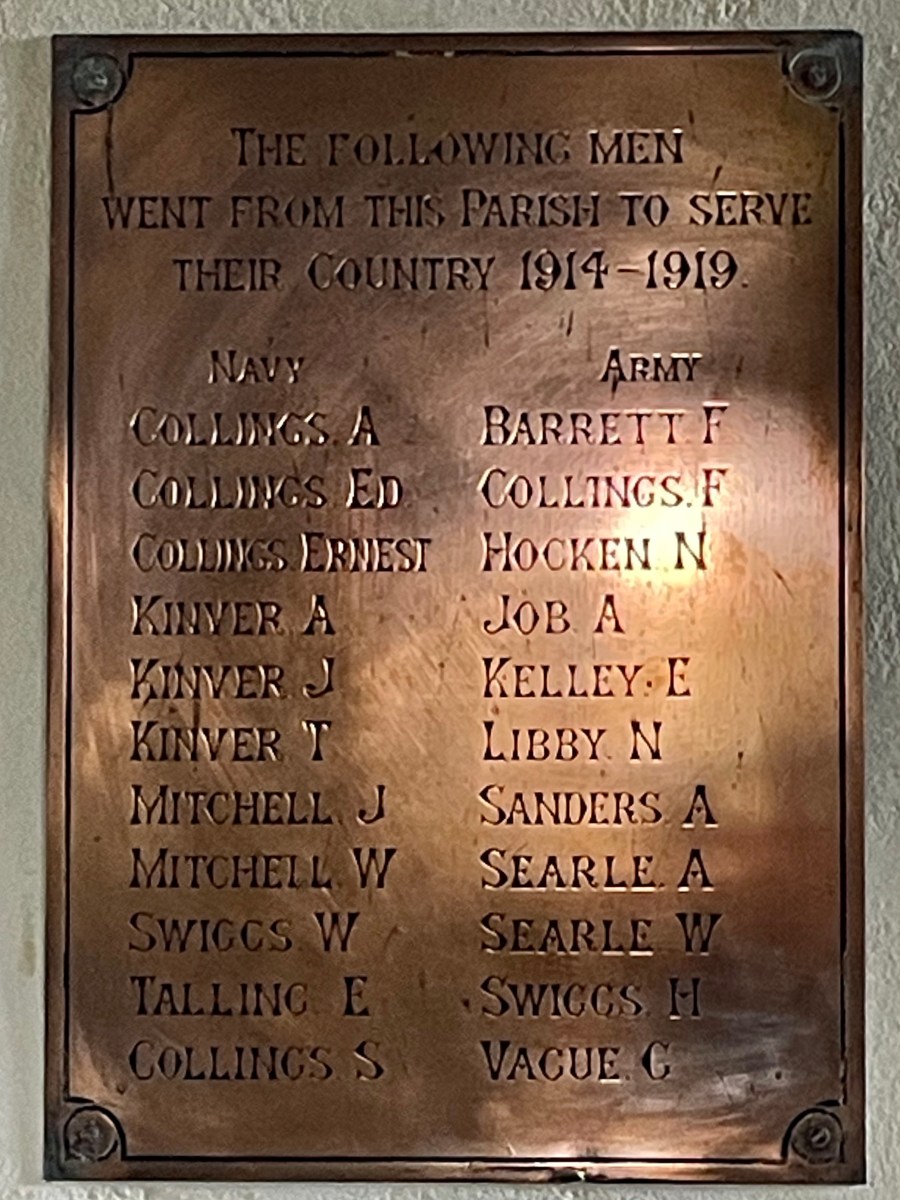 THE FOLLOWING MEN
WENT FROM THIS PARISH TO SERVE
THEIR COUNTRY 1914-1919.
NAVY
COLLINGS. A
COLLINGS ED
COLLINGS ERNEST
KINVER A
KINVER J
KINVER T
MITCHELL J
MITCHELL W
SWIGGS W
TALLING E
COLLINGS S
ARMY
BARRETT F
COLLINGS. F
HOCKEN N
JOB A
KELLEY. E
LIBBY N
SANDERS A
SEARLE. A
SEARLE W
SWIGGS. H
VAGUE. G